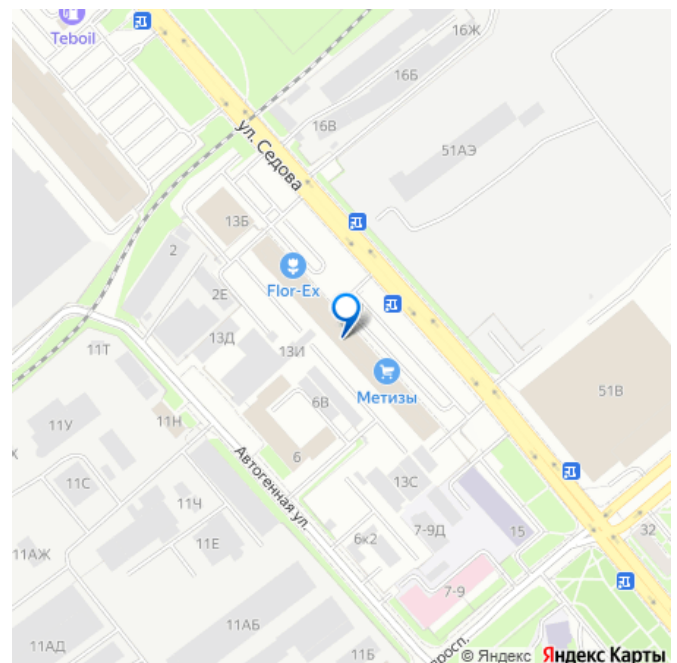 16Ж
Teboil
16Б
16В
ул. Седова
51АЭ
13Б
2
Flor-Ex
2Е
13Д
13И
11Т
Метизы
51В
6В
11У
11Н
6
Автогенная ул.
11С
13С
11Ч
7-9Д
15
32
6к2
11Е
11АЖ
7-9
11АБ
11АД
11Б
просп.
© Яндекс Яндекс Карты